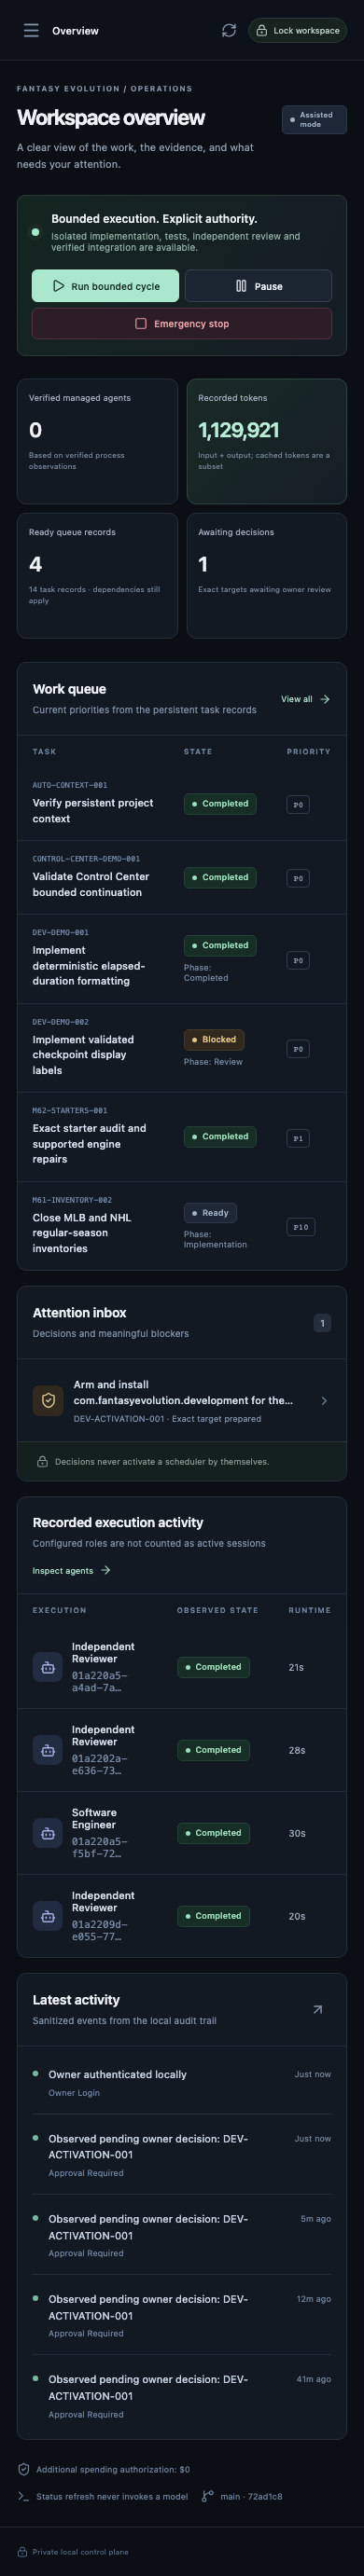 Overview
Lock workspace
FANTASY EVOLUTION / OPERATIONS
Workspace overview
Assisted
mode
A clear view of the work, the evidence, and what
needs your attention.
Bounded execution. Explicit authority.
Isolated implementation, tests, independent review and
verified integration are available.
Run bounded cycle
Pause
Emergency stop
Verified managed agents
0
Based on verified process
observations
Recorded tokens
1,129,921
Input + output; cached tokens are a
subset
Ready queue records
4
14 task records · dependencies still
apply
Awaiting decisions
1
Exact targets awaiting owner review
Work queue
Current priorities from the persistent task records
View all
TASK STATE PRIORITY
AUTO-CONTEXT-001
Verify persistent project
context
Completed
P0
CONTROL-CENTER-DEMO-001
Validate Control Center
bounded continuation
Completed
P0
DEV-DEMO-001
Implement
deterministic elapsed-
duration formatting
Completed
Phase:
Completed
P0
DEV-DEMO-002
Implement validated
checkpoint display
labels
Blocked
Phase: Review
P0
M62-STARTERS-001
Exact starter audit and
supported engine
repairs
Completed
P1
M61-INVENTORY-002
Close MLB and NHL
regular-season
inventories
Ready
Phase:
Implementation
P10
Attention inbox
Decisions and meaningful blockers
1
Arm and install
com.fantasyevolution.development for the...
DEV-ACTIVATION-001 · Exact target prepared
Decisions never activate a scheduler by themselves.
Recorded execution activity
Configured roles are not counted as active sessions
Inspect agents
EXECUTION OBSERVED STATE RUNTIME
Independent
Reviewer
01a220a5-
a4ad-7a…
Completed
21s
Independent
Reviewer
01a2202a-
e636-73…
Completed
28s
Software
Engineer
01a220a5-
f5bf-72…
Completed
30s
Independent
Reviewer
01a2209d-
e055-77…
Completed
20s
Latest activity
Sanitized events from the local audit trail
Owner authenticated locally
Just now
Owner Login
Observed pending owner decision: DEV-
ACTIVATION-001
Just now
Approval Required
Observed pending owner decision: DEV-
ACTIVATION-001
5m ago
Approval Required
Observed pending owner decision: DEV-
ACTIVATION-001
12m ago
Approval Required
Observed pending owner decision: DEV-
ACTIVATION-001
41m ago
Approval Required
Additional spending authorization: $0
Status refresh never invokes a model
main · 72ad1c8
Private local control plane